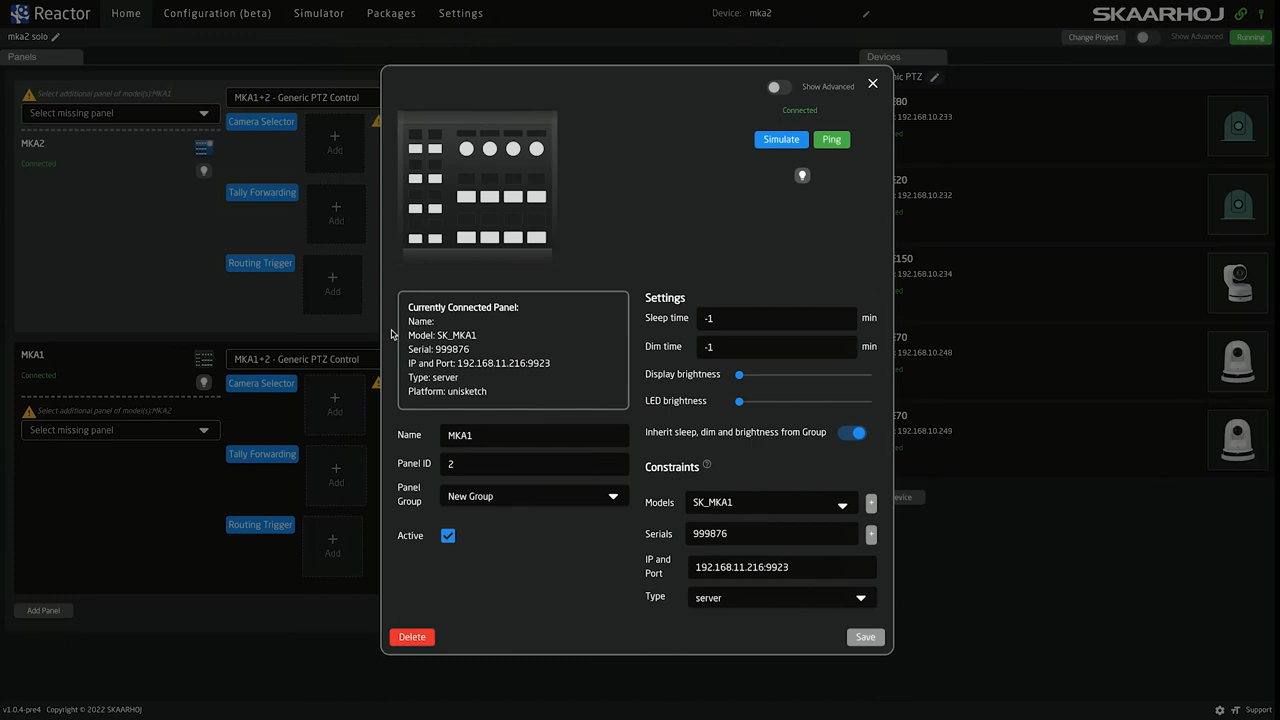 Reactor
Home
Configuration (beta)
Simulator
Packages
Settings
Device: mka2
SKAARHOJ
mka2 solo
Change Project
Show Advanced
Running
Panels
Devices
Select additional panel of model(s):MKA1
Select missing panel
MKA2
Connected
MKA1+2 - Generic PTZ Control
Camera Selector
Add
Tally Forwarding
Add
Routing Trigger
Add
MKA1
Connected
Select additional panel of model(s):MKA2
Select missing panel
MKA1+2 - Generic PTZ Control
Camera Selector
Add
Tally Forwarding
Add
Routing Trigger
Add
Add Panel
Show Advanced
Connected
Simulate
Ping
Currently Connected Panel:
Name:
Model: SK_MKA1
Serial: 999876
IP and Port: 192.168.11.216:9923
Type: server
Platform: unisketch
Name
MKA1
Panel ID
2
Panel
Group
New Group
Active
Settings
Sleep time
-1
min
Dim time
-1
min
Display brightness
LED brightness
Inherit sleep, dim and brightness from Group
Constraints
Models
SK_MKA1
+
Serials
999876
+
IP and
Port
192.168.11.216:9923
Type
server
Delete
Save
PTZ
E80
192.168.10.233
E20
192.168.10.232
E150
192.168.10.234
E70
192.168.10.248
E70
192.168.10.249
v1.0.4-pre4 Copyright © 2022 SKAARHOJ
Support